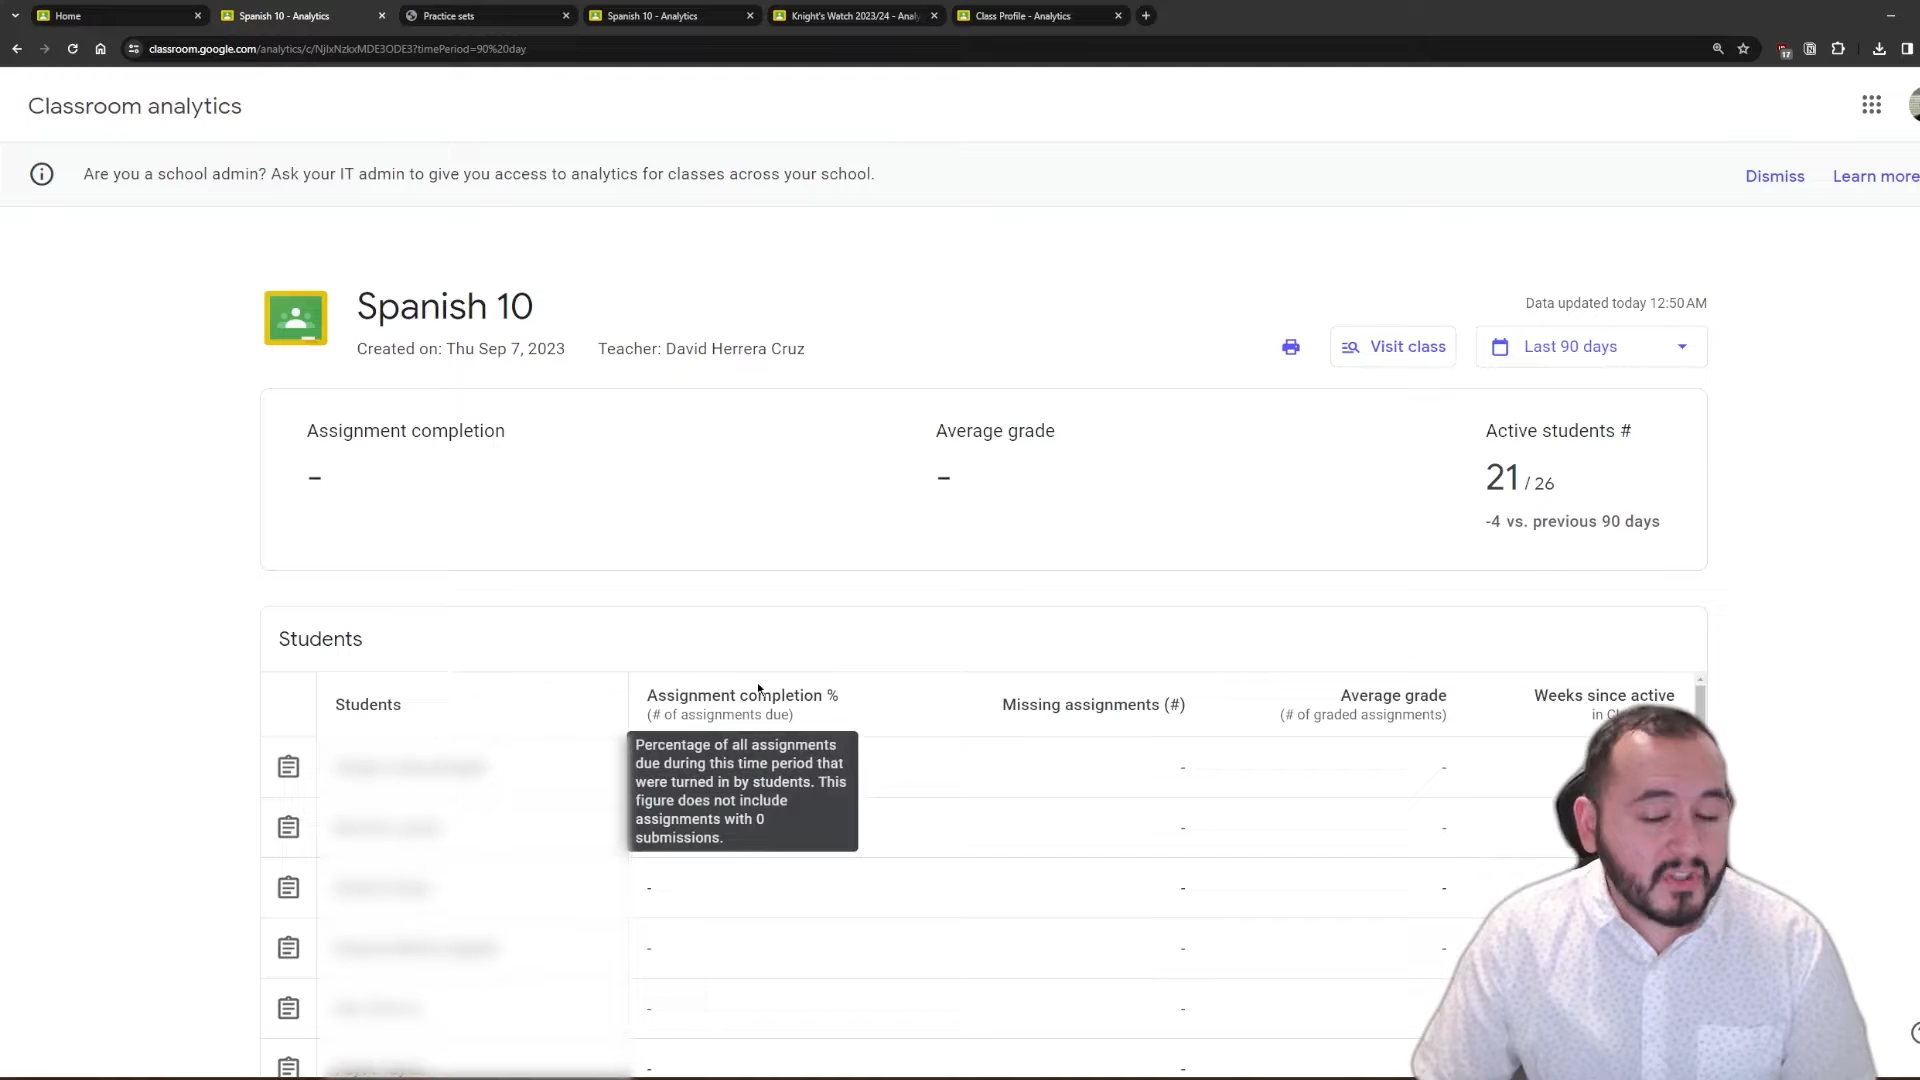 Home
Spanish 10 - Analytics
Practice sets
Spanish 10 - Analytics
Knight's Watch 2023/24 - Anal
Class Profile - Analytics
classroom.google.com/analytics/c/NjIxNzkxMDE3ODE3?timePeriod=90%20day
17
Classroom analytics
Are you a school admin? Ask your IT admin to give you access to analytics for classes across your school.
Dismiss
Learn more
Spanish 10
Data updated today 12:50 AM
Created on: Thu Sep 7, 2023
Teacher: David Herrera Cruz
Visit class
Last 90 days
Assignment completion
Average grade
Active students #
-
-
21 / 26
-4 vs. previous 90 days
Students
Students
Assignment completion %
(# of assignments due)
Missing assignments (#)
Average grade
(# of graded assignments)
Weeks since active
Percentage of all assignments
due during this time period that
were turned in by students. This
figure does not include
assignments with 0
submissions.
- -
- -
- - -
- - -
- - -
- - -